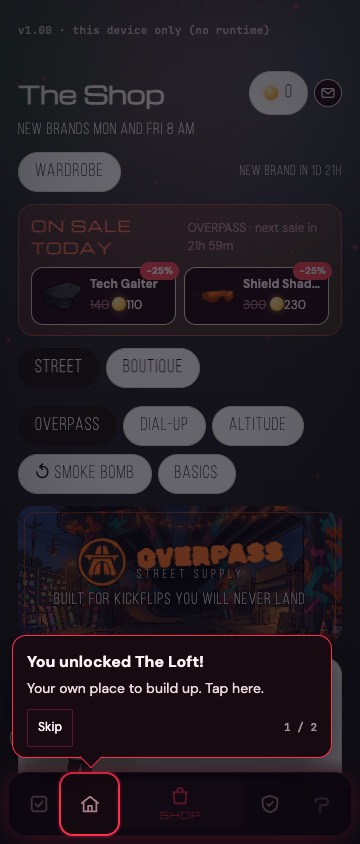 v1.00 · this device only (no runtime)
The Shop
0
NEW BRANDS MON AND FRI 8 AM
WARDROBE
NEW BRAND IN 1D 21H
ON SALE
TODAY
OVERPASS · next sale in
21h 59m
-25%
-25%
Tech Gaiter
140 110
Shield Shad...
300 230
STREET
BOUTIQUE
OVERPASS
DIAL-UP
ALTITUDE
SMOKE BOMB
BASICS
OVERPASS
STREET SUPPLY
BUILT FOR KICKFLIPS YOU WILL NEVER LAND
You unlocked The Loft!
Your own place to build up. Tap here.
Skip
1 / 2
SHOP